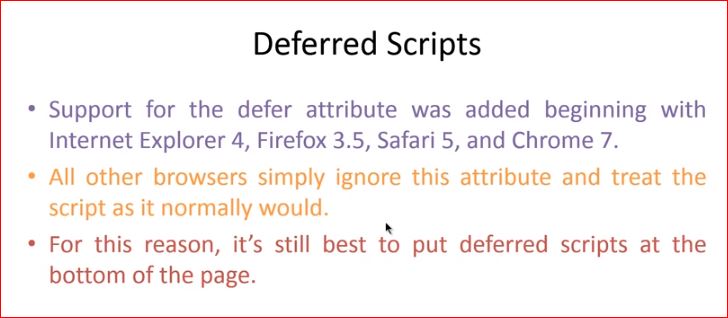 Deferred Scripts
• Support for the defer attribute was added beginning with
Internet Explorer 4, Firefox 3.5, Safari 5, and Chrome 7.
• All other browsers simply ignore this attribute and treat the
script as it normally would.
• For this reason, it’s still best to put deferred scripts at the
bottom of the page.